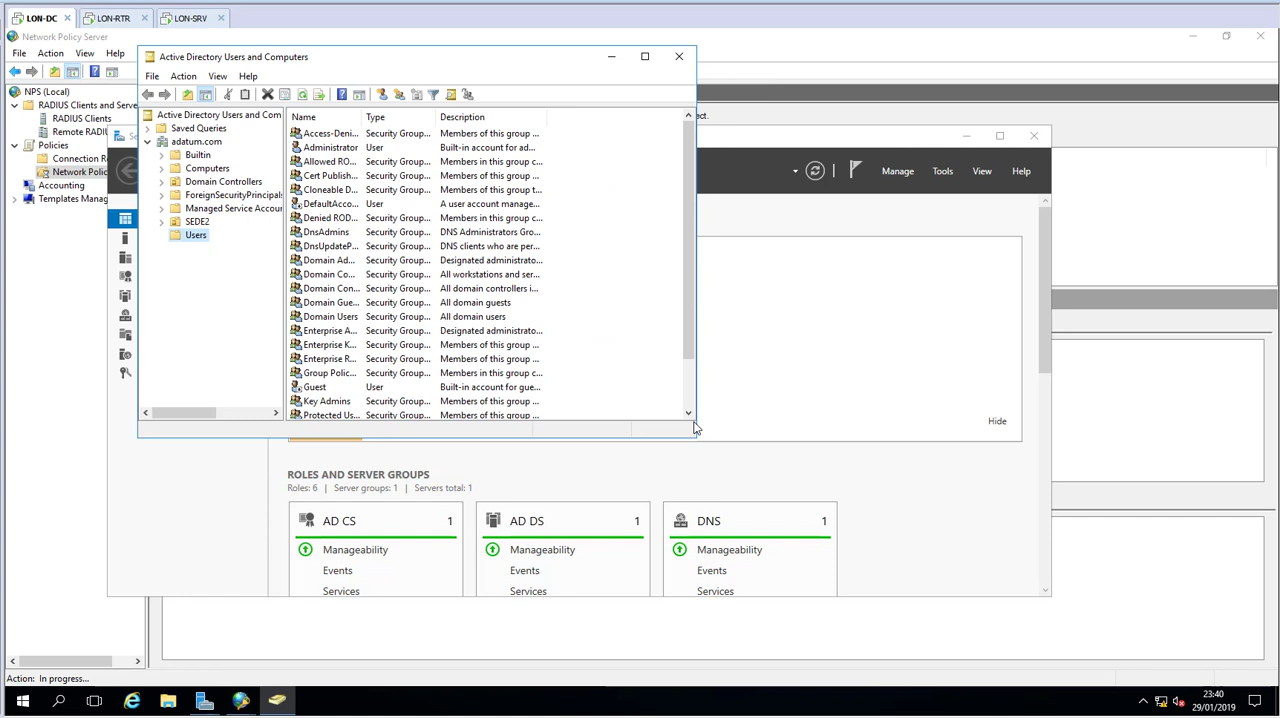 LON-DC
LON-RTR
LON-SRV
Network Policy Server
File Action View Help
NPS (Local)
RADIUS Clients and Serve
RADIUS Clients
Remote RADIU
Policies
Connection R
Network Polic
Accounting
Templates Manag
Active Directory Users and Computers
File Action View Help
Active Directory Users and Com
Saved Queries
adatum.com
Builtin
Computers
Domain Controllers
ForeignSecurityPrincipals
Managed Service Accour
SEDE2
Users
Name Type Description
Access-Deni... Security Group... Members of this group ...
Administrator User Built-in account for ad...
Allowed RO... Security Group... Members in this group c...
Cert Publish... Security Group... Members of this group ...
Cloneable D... Security Group... Members of this group t...
DefaultAcco... User A user account manage...
Denied ROD... Security Group... Members in this group c...
DnsAdmins Security Group... DNS Administrators Gro...
DnsUpdateP... Security Group... DNS clients who are per...
Domain Ad... Security Group... Designated administrato...
Domain Co... Security Group... All workstations and ser...
Domain Con... Security Group... All domain controllers i...
Domain Gue... Security Group... All domain guests
Domain Users Security Group... All domain users
Enterprise A... Security Group... Designated administrato...
Enterprise K... Security Group... Members of this group ...
Enterprise R... Security Group... Members of this group ...
Group Polic... Security Group... Members in this group c...
Guest User Built-in account for gue...
Key Admins Security Group... Members of this group ...
Protected Us... Security Group... Members of this group ...
Manage Tools View Help
Hide
ROLES AND SERVER GROUPS
Roles: 6 | Server groups: 1 | Servers total: 1
AD CS 1
Manageability
Events
Services
AD DS 1
Manageability
Events
Services
DNS 1
Manageability
Events
Services
Action: In progress...
23:40
29/01/2019